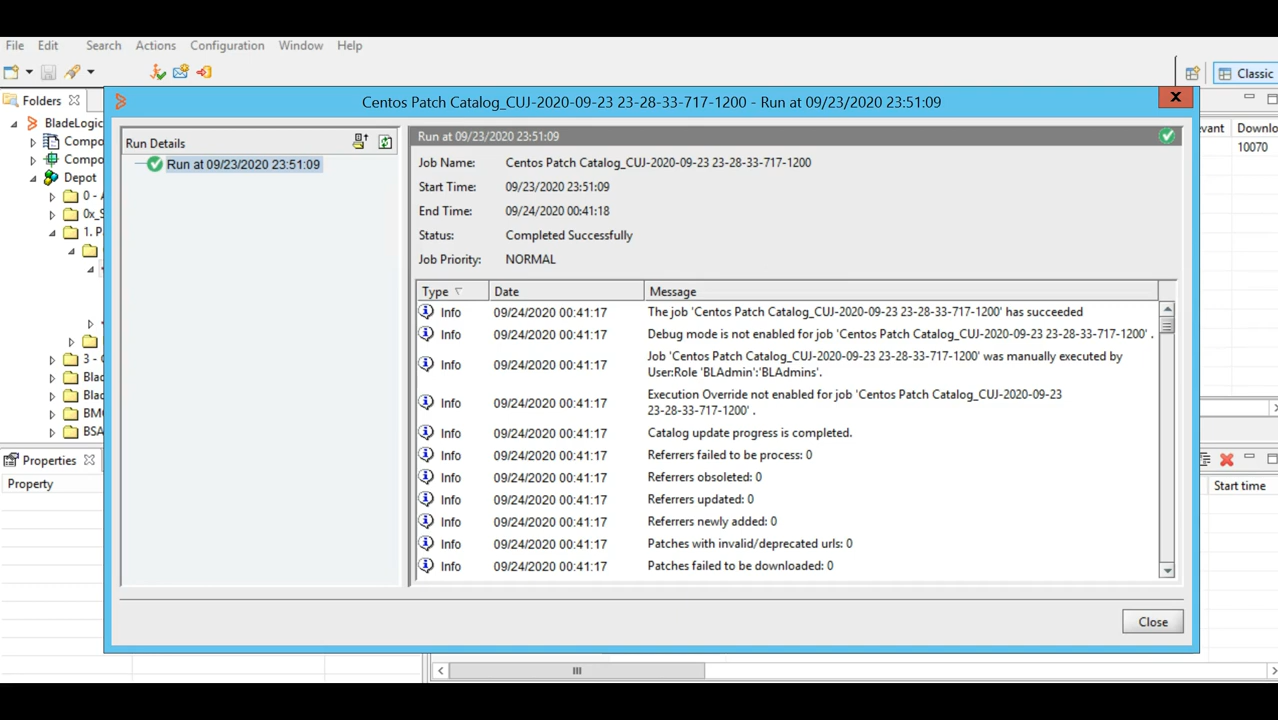 File Edit Search Actions Configuration Window Help
Classic
Folders
Centos Patch Catalog_CUJ-2020-09-23 23-28-33-717-1200 - Run at 09/23/2020 23:51:09
X
BladeLogic
Run Details
Run at 09/23/2020 23:51:09
Run at 09/23/2020 23:51:09
Job Name: Centos Patch Catalog_CUJ-2020-09-23 23-28-33-717-1200
Start Time: 09/23/2020 23:51:09
End Time: 09/24/2020 00:41:18
Status: Completed Successfully
Job Priority: NORMAL
Type Date Message
Info 09/24/2020 00:41:17 The job 'Centos Patch Catalog_CUJ-2020-09-23 23-28-33-717-1200' has succeeded
Info 09/24/2020 00:41:17 Debug mode is not enabled for job 'Centos Patch Catalog_CUJ-2020-09-23 23-28-33-717-1200' .
Info 09/24/2020 00:41:17 Job 'Centos Patch Catalog_CUJ-2020-09-23 23-28-33-717-1200' was manually executed by
User:Role 'BLAdmin':'BLAdmins'.
Info 09/24/2020 00:41:17 Execution Override not enabled for job 'Centos Patch Catalog_CUJ-2020-09-23
23-28-33-717-1200' .
Info 09/24/2020 00:41:17 Catalog update progress is completed.
Info 09/24/2020 00:41:17 Referrers failed to be process: 0
Info 09/24/2020 00:41:17 Referrers obsoleted: 0
Info 09/24/2020 00:41:17 Referrers updated: 0
Info 09/24/2020 00:41:17 Referrers newly added: 0
Info 09/24/2020 00:41:17 Patches with invalid/deprecated urls: 0
Info 09/24/2020 00:41:17 Patches failed to be downloaded: 0
Close
Compo
Compo
Depot
0 - A
0x_S
1. P
3 - C
Blad
Blad
BMC
BSA
Properties
Property
vant Downlo
10070
Start time